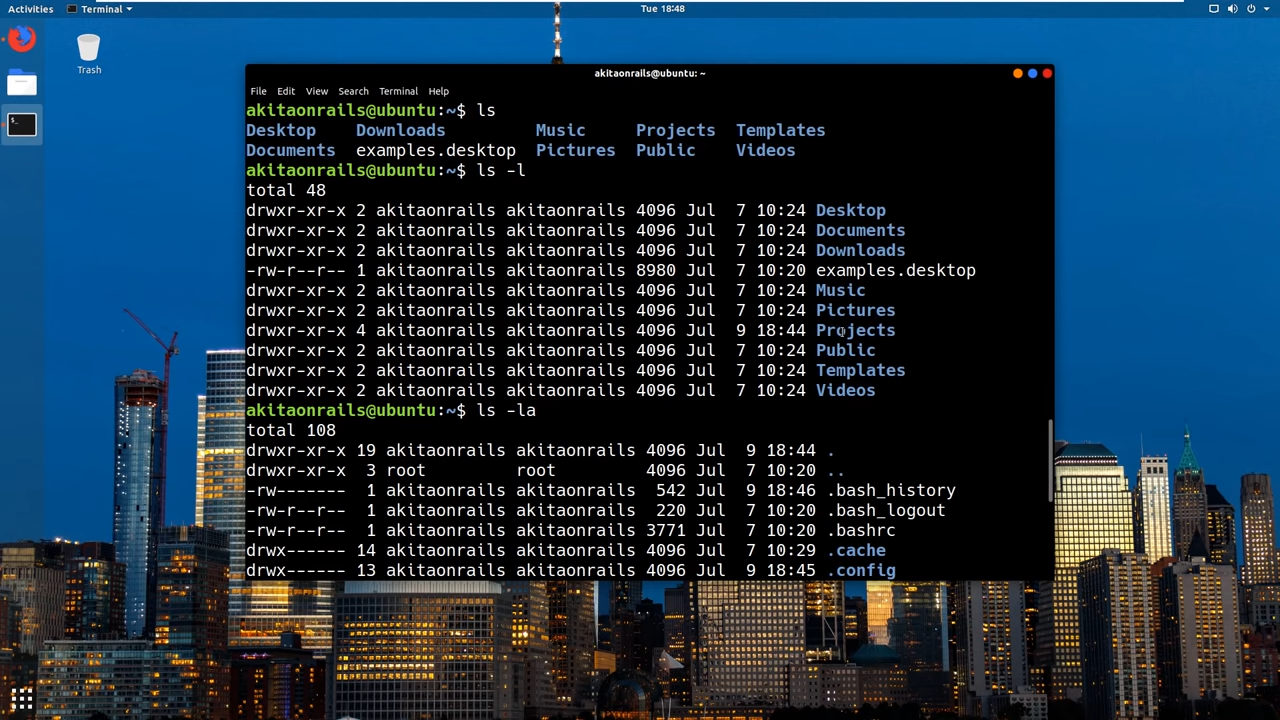 Activities Terminal Tue 18:48
Trash
akitaonrails@ubuntu: ~
File Edit View Search Terminal Help
akitaonrails@ubuntu:~$ ls
Desktop Downloads Music Projects Templates
Documents examples.desktop Pictures Public Videos
akitaonrails@ubuntu:~$ ls -l
total 48
drwxr-xr-x 2 akitaonrails akitaonrails 4096 Jul  7 10:24 Desktop
drwxr-xr-x 2 akitaonrails akitaonrails 4096 Jul  7 10:24 Documents
drwxr-xr-x 2 akitaonrails akitaonrails 4096 Jul  7 10:24 Downloads
-rw-r--r-- 1 akitaonrails akitaonrails 8980 Jul  7 10:20 examples.desktop
drwxr-xr-x 2 akitaonrails akitaonrails 4096 Jul  7 10:24 Music
drwxr-xr-x 2 akitaonrails akitaonrails 4096 Jul  7 10:24 Pictures
drwxr-xr-x 4 akitaonrails akitaonrails 4096 Jul  9 18:44 Projects
drwxr-xr-x 2 akitaonrails akitaonrails 4096 Jul  7 10:24 Public
drwxr-xr-x 2 akitaonrails akitaonrails 4096 Jul  7 10:24 Templates
drwxr-xr-x 2 akitaonrails akitaonrails 4096 Jul  7 10:24 Videos
akitaonrails@ubuntu:~$ ls -la
total 108
drwxr-xr-x 19 akitaonrails akitaonrails 4096 Jul  9 18:44 .
drwxr-xr-x  3 root         root         4096 Jul  7 10:20 ..
-rw-------  1 akitaonrails akitaonrails  542 Jul  9 18:46 .bash_history
-rw-r--r--  1 akitaonrails akitaonrails  220 Jul  7 10:20 .bash_logout
-rw-r--r--  1 akitaonrails akitaonrails 3771 Jul  7 10:20 .bashrc
drwx------ 14 akitaonrails akitaonrails 4096 Jul  7 10:29 .cache
drwx------ 13 akitaonrails akitaonrails 4096 Jul  9 18:45 .config